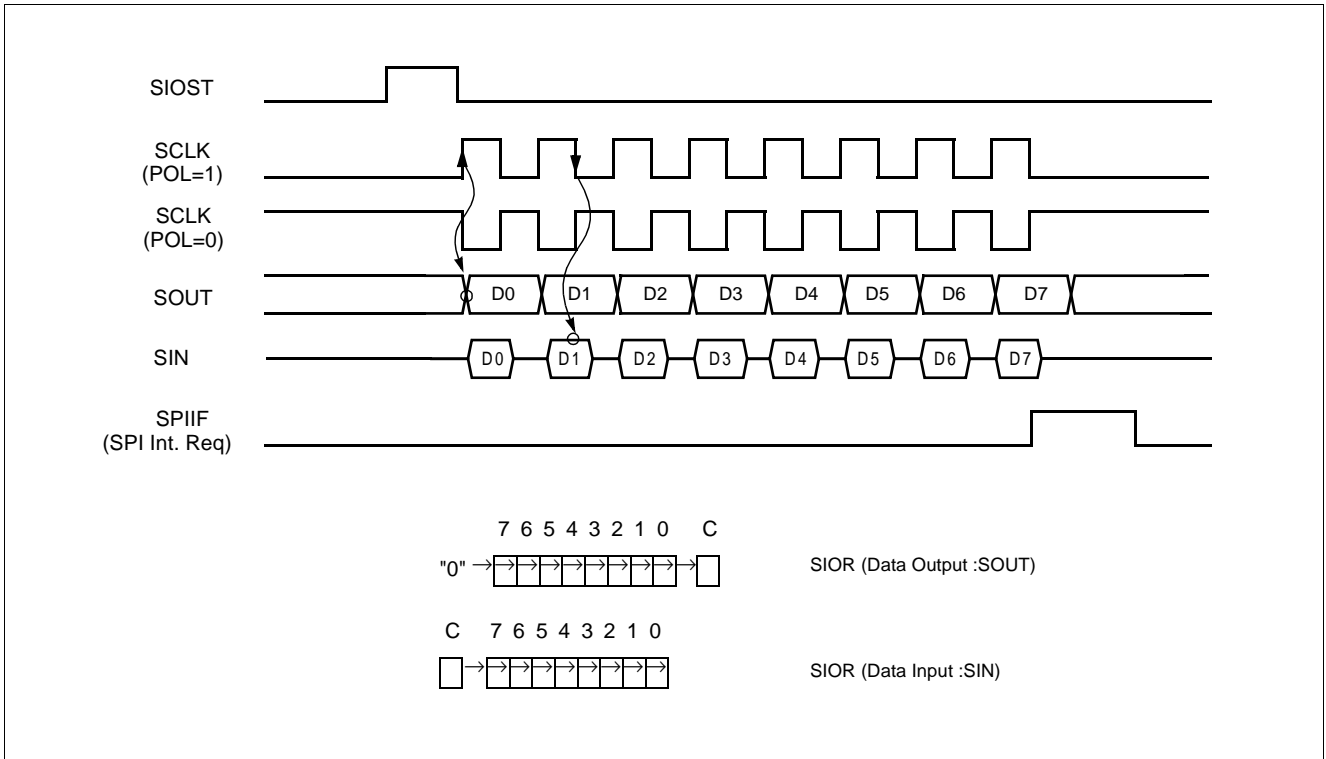 SIOST
SCLK
(POL=1)
SCLK
(POL=0)
SOUT D0 D1 D2 D3 D4 D5 D6 D7
SIN D0 D1 D2 D3 D4 D5 D6 D7
SPIIF
(SPI Int. Req)
7 6 5 4 3 2 1 0 C
"0" SIOR (Data Output :SOUT)
C 7 6 5 4 3 2 1 0
SIOR (Data Input :SIN)